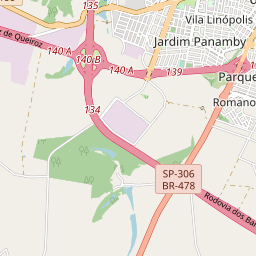 135
Vila Linópolis
Jardim Panamby
de Queiroz
140 A
140 B
140 A
139
Parque
Romano
134
SP-306
BR-478
Rodovia dos Ban